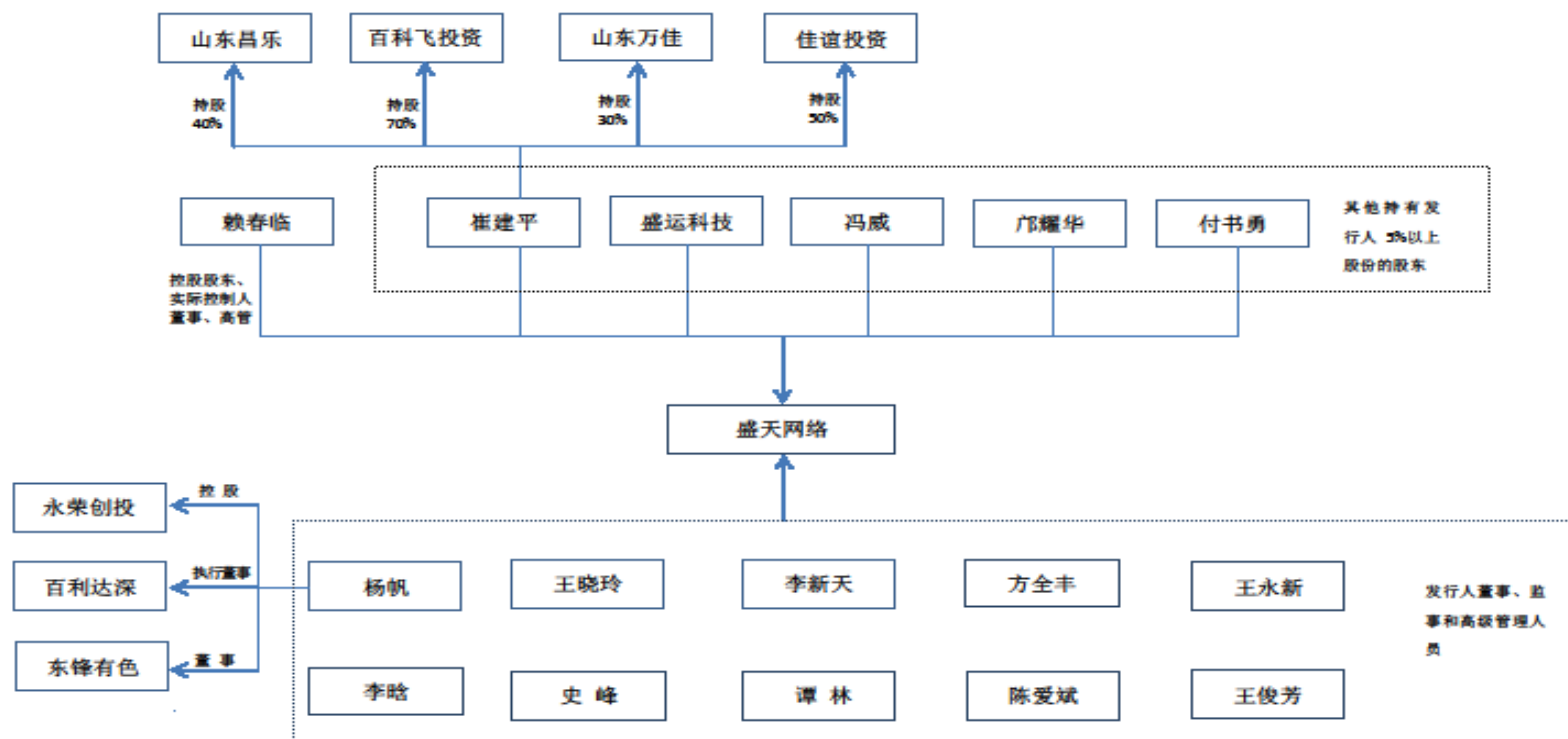 山东昌乐
百科飞投资
山东万佳
佳谊投资
持股
40%
持股
70%
持股
30%
持股
50%
赖春临
崔建平
盛运科技
冯威
邝耀华
付书勇
其他持有发
行人 5%以上
股份的股东
控股股东、
实际控制人
董事、高管
盛天网络
永荣创投
控 股
百利达深
执行董事
东锋有色
董 事
杨帆
王晓玲
李新天
方全丰
王永新
发行人董事、监
事和高级管理人
员
李晗
史 峰
谭 林
陈爱斌
王俊芳